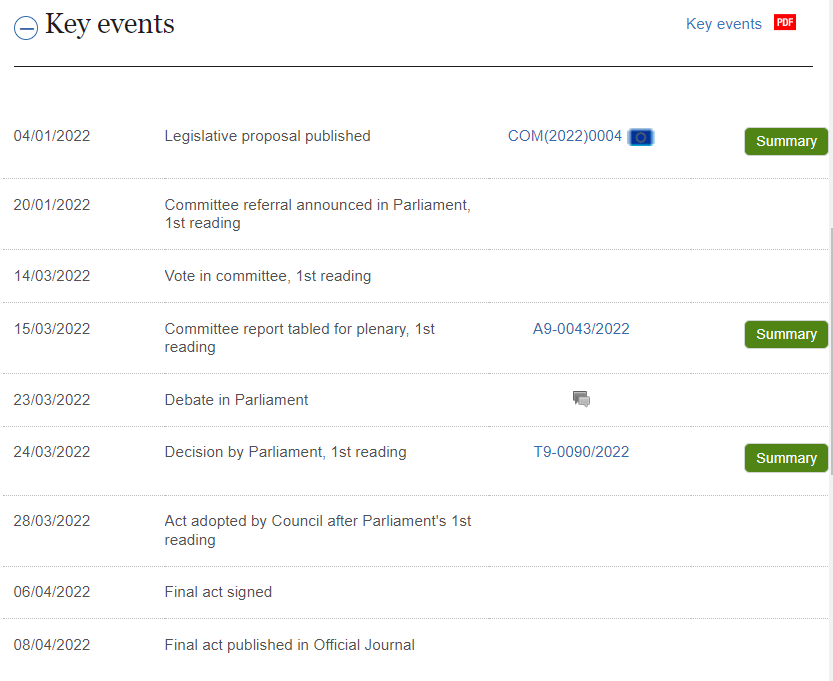 Key events
Key events PDF
04/01/2022 Legislative proposal published COM(2022)0004 Summary
20/01/2022 Committee referral announced in Parliament,
1st reading
14/03/2022 Vote in committee, 1st reading
15/03/2022 Committee report tabled for plenary, 1st A9-0043/2022 Summary
reading
23/03/2022 Debate in Parliament
24/03/2022 Decision by Parliament, 1st reading T9-0090/2022 Summary
28/03/2022 Act adopted by Council after Parliament's 1st
reading
06/04/2022 Final act signed
08/04/2022 Final act published in Official Journal